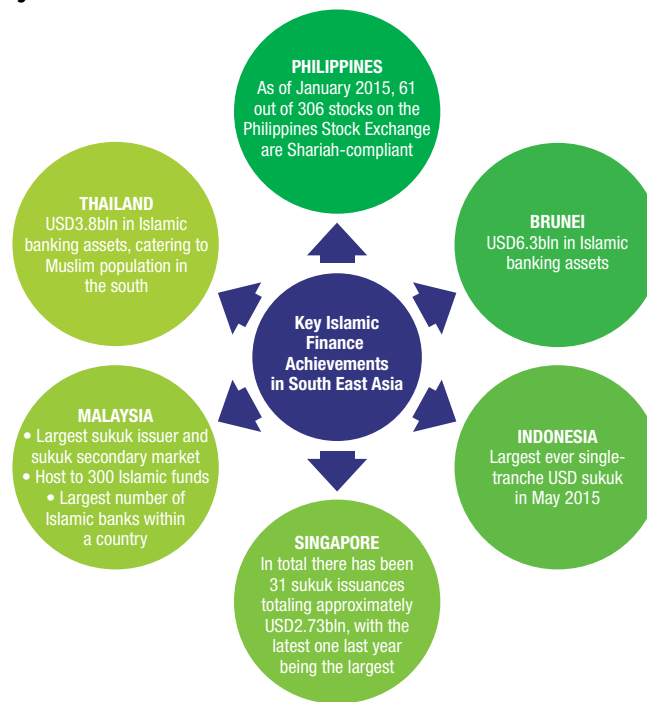 PHILIPPINES
As of January 2015, 61
out of 306 stocks on the
Philippines Stock Exchange
are Shariah-compliant
THAILAND
USD3.8bln in Islamic
banking assets, catering to
Muslim population in
the south
BRUNEI
USD6.3bln in Islamic
banking assets
Key Islamic
Finance
Achievements
in South East Asia
MALAYSIA
• Largest sukuk issuer and
sukuk secondary market
• Host to 300 Islamic funds
• Largest number of
Islamic banks within
a country
INDONESIA
Largest ever single-
tranche USD sukuk
in May 2015
SINGAPORE
In total there has been
31 sukuk issuances
totaling approximately
USD2.73bln, with the
latest one last year
being the largest